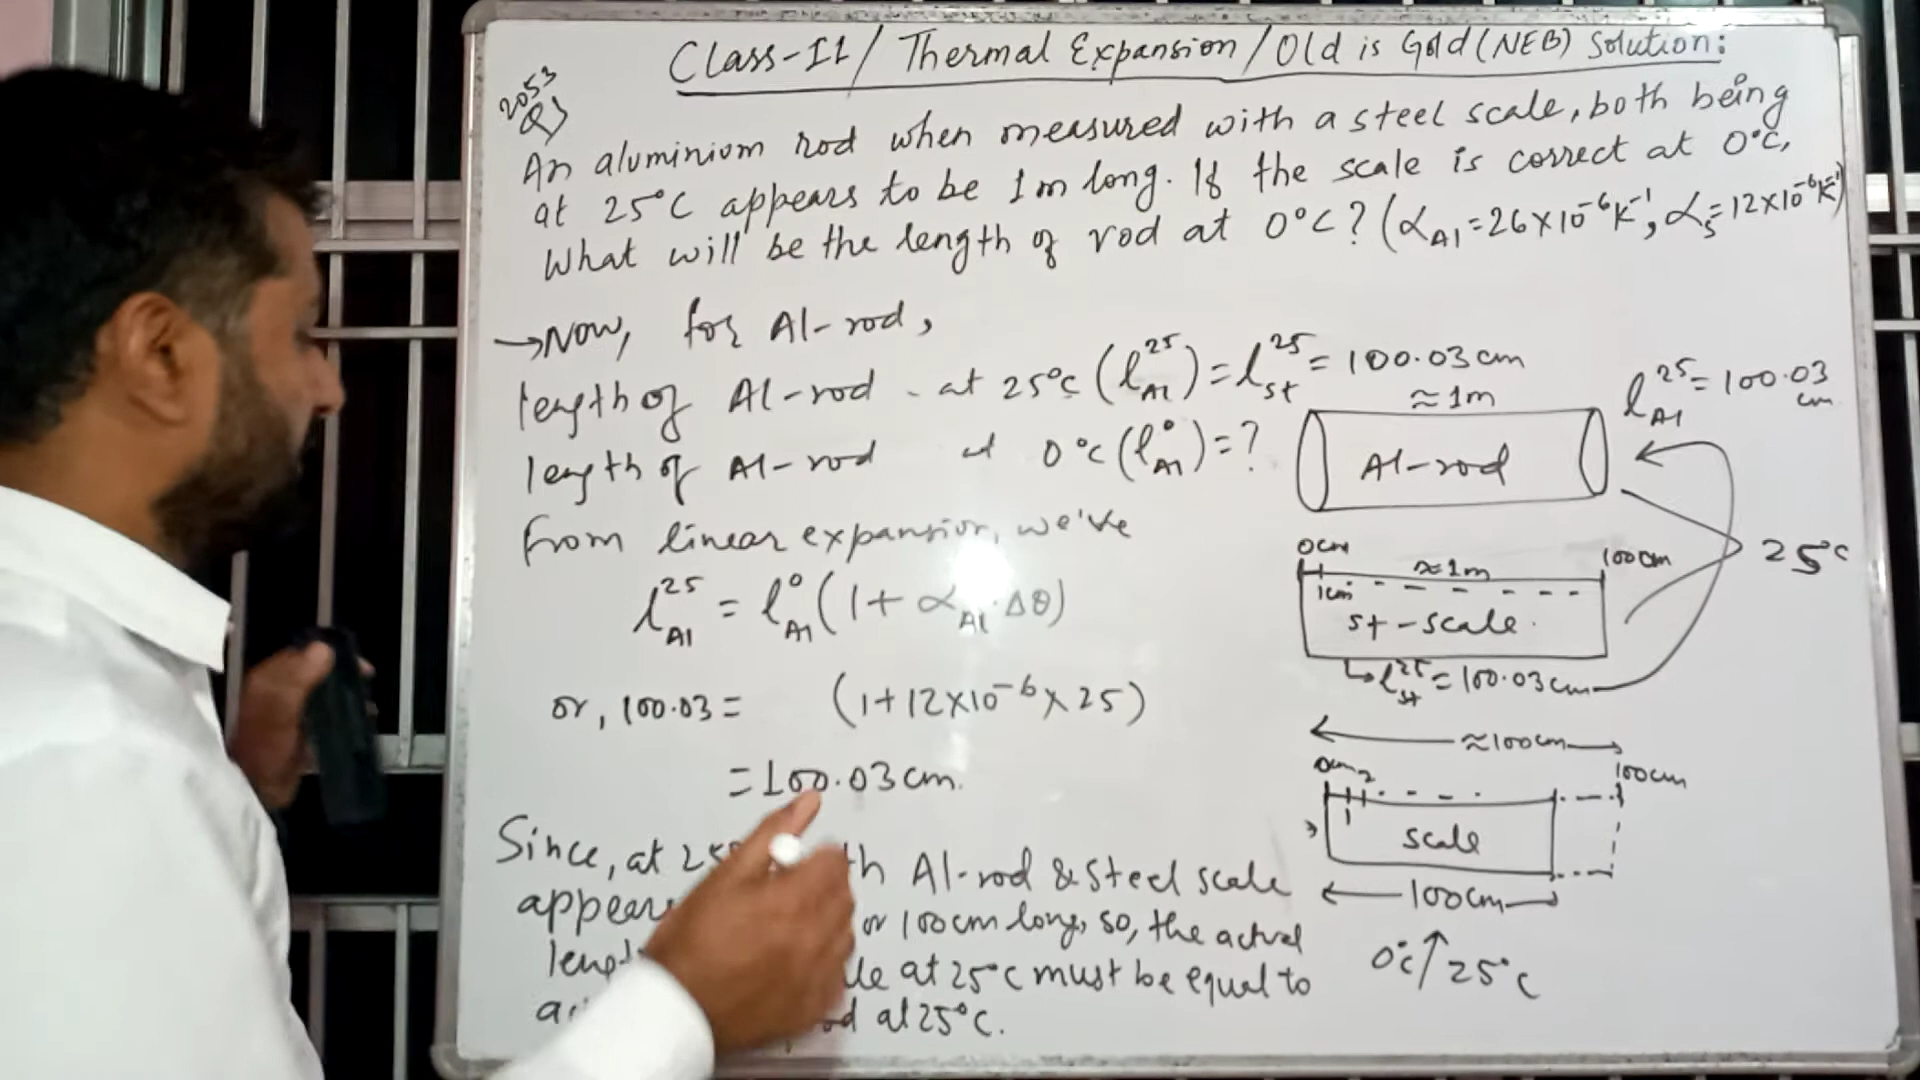 Class-11/ Thermal Expansion/Old is Gold (NEB) Solution:
2053
Q)
An aluminium rod when measured with a steel scale, both being
at 25°C appears to be 1m long. If the scale is correct at 0°C,
What will be the length of rod at 0°C? (αAl=26×10⁻⁶K⁻¹, αs=12×10⁻⁶K⁻¹)
→Now, for Al-rod,
length of Al-rod at 25°C (l²⁵Al) = l²⁵st = 100.03 cm
length of Al-rod at 0°C (l⁰Al) = ?
From linear expansion, we've
l²⁵Al = l⁰Al (1+ αAl. Δθ)
or, 100.03 = (1+12×10⁻⁶×25)
= 100.03 cm.
Since, at Al-rod & Steel scale
or 100cm long, so, the actual
at 25°C must be equal to
at 25°C.
≈1m
l²⁵Al = 100.03
cm
Al-rod
25°C
0cm
100cm
≈1m
1cm
st-scale.
l²⁵st = 100.03cm
≈100cm
0cm
1
2
100cm
scale
100cm
0°C↑25°C